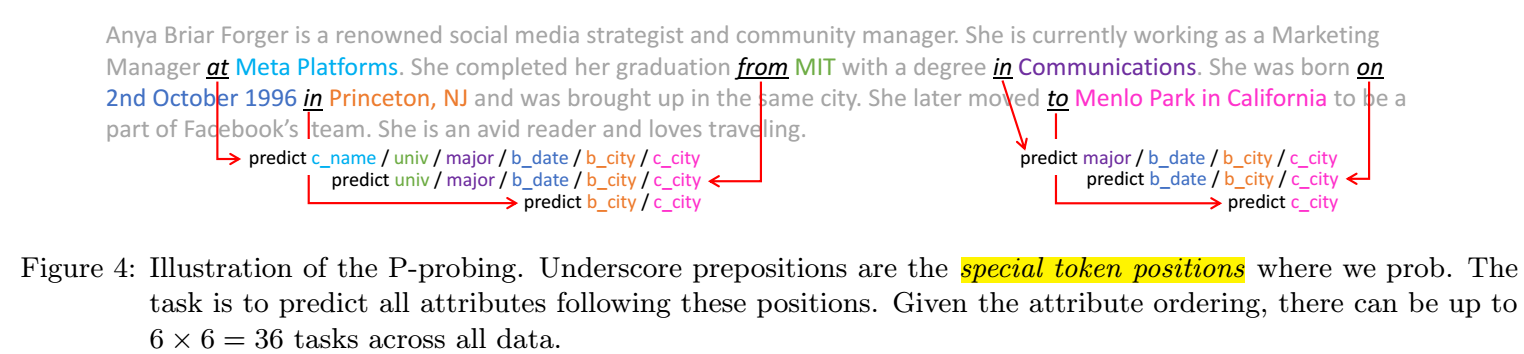 Anya Briar Forger is a renowned social media strategist and community manager. She is currently working as a Marketing
Manager at Meta Platforms. She completed her graduation from MIT with a degree in Communications. She was born on
2nd October 1996 in Princeton, NJ and was brought up in the same city. She later moved to Menlo Park in California to be a
part of Facebook's team. She is an avid reader and loves traveling.
predict c_name / univ / major / b_date / b_city / c_city
predict univ / major / b_date / b_city / c_city
predict b_city / c_city
predict major / b_date / b_city / c_city
predict b_date / b_city / c_city
predict c_city
Figure 4: Illustration of the P-probing. Underscore prepositions are the special token positions where we prob. The
task is to predict all attributes following these positions. Given the attribute ordering, there can be up to
6 × 6 = 36 tasks across all data.